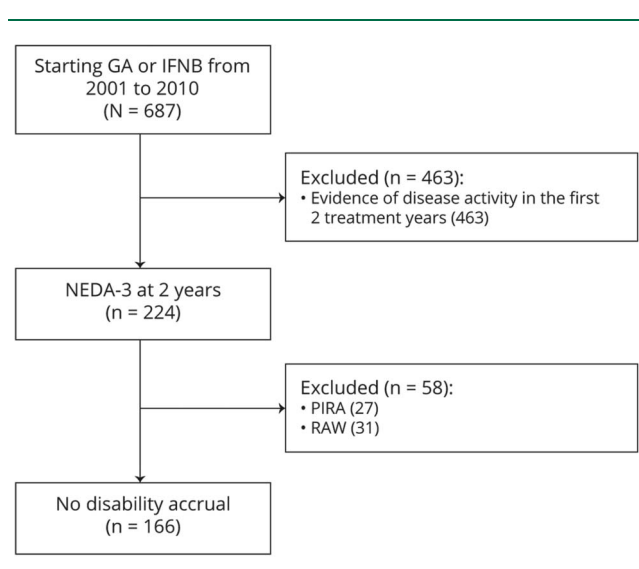 Starting GA or IFNB from
2001 to 2010
(N = 687)
Excluded (n = 463):
• Evidence of disease activity in the first
2 treatment years (463)
NEDA-3 at 2 years
(n = 224)
Excluded (n = 58):
• PIRA (27)
• RAW (31)
No disability accrual
(n = 166)